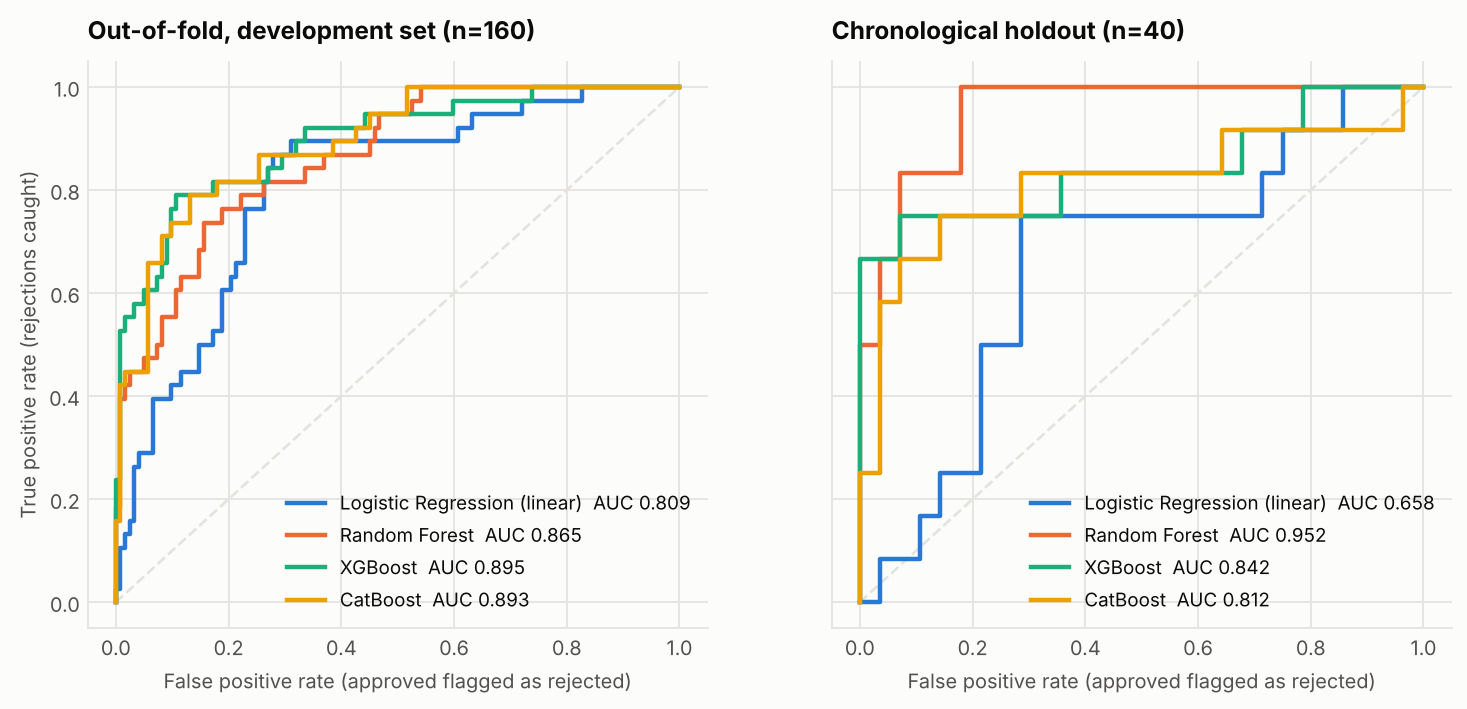 Out-of-fold, development set (n=160)
True positive rate (rejections caught)
1.0
0.8
0.6
0.4
0.2
0.0
Logistic Regression (linear) AUC 0.809
Random Forest AUC 0.865
XGBoost AUC 0.895
CatBoost AUC 0.893
0.0 0.2 0.4 0.6 0.8 1.0
False positive rate (approved flagged as rejected)
Chronological holdout (n=40)
Logistic Regression (linear) AUC 0.658
Random Forest AUC 0.952
XGBoost AUC 0.842
CatBoost AUC 0.812
0.0 0.2 0.4 0.6 0.8 1.0
False positive rate (approved flagged as rejected)